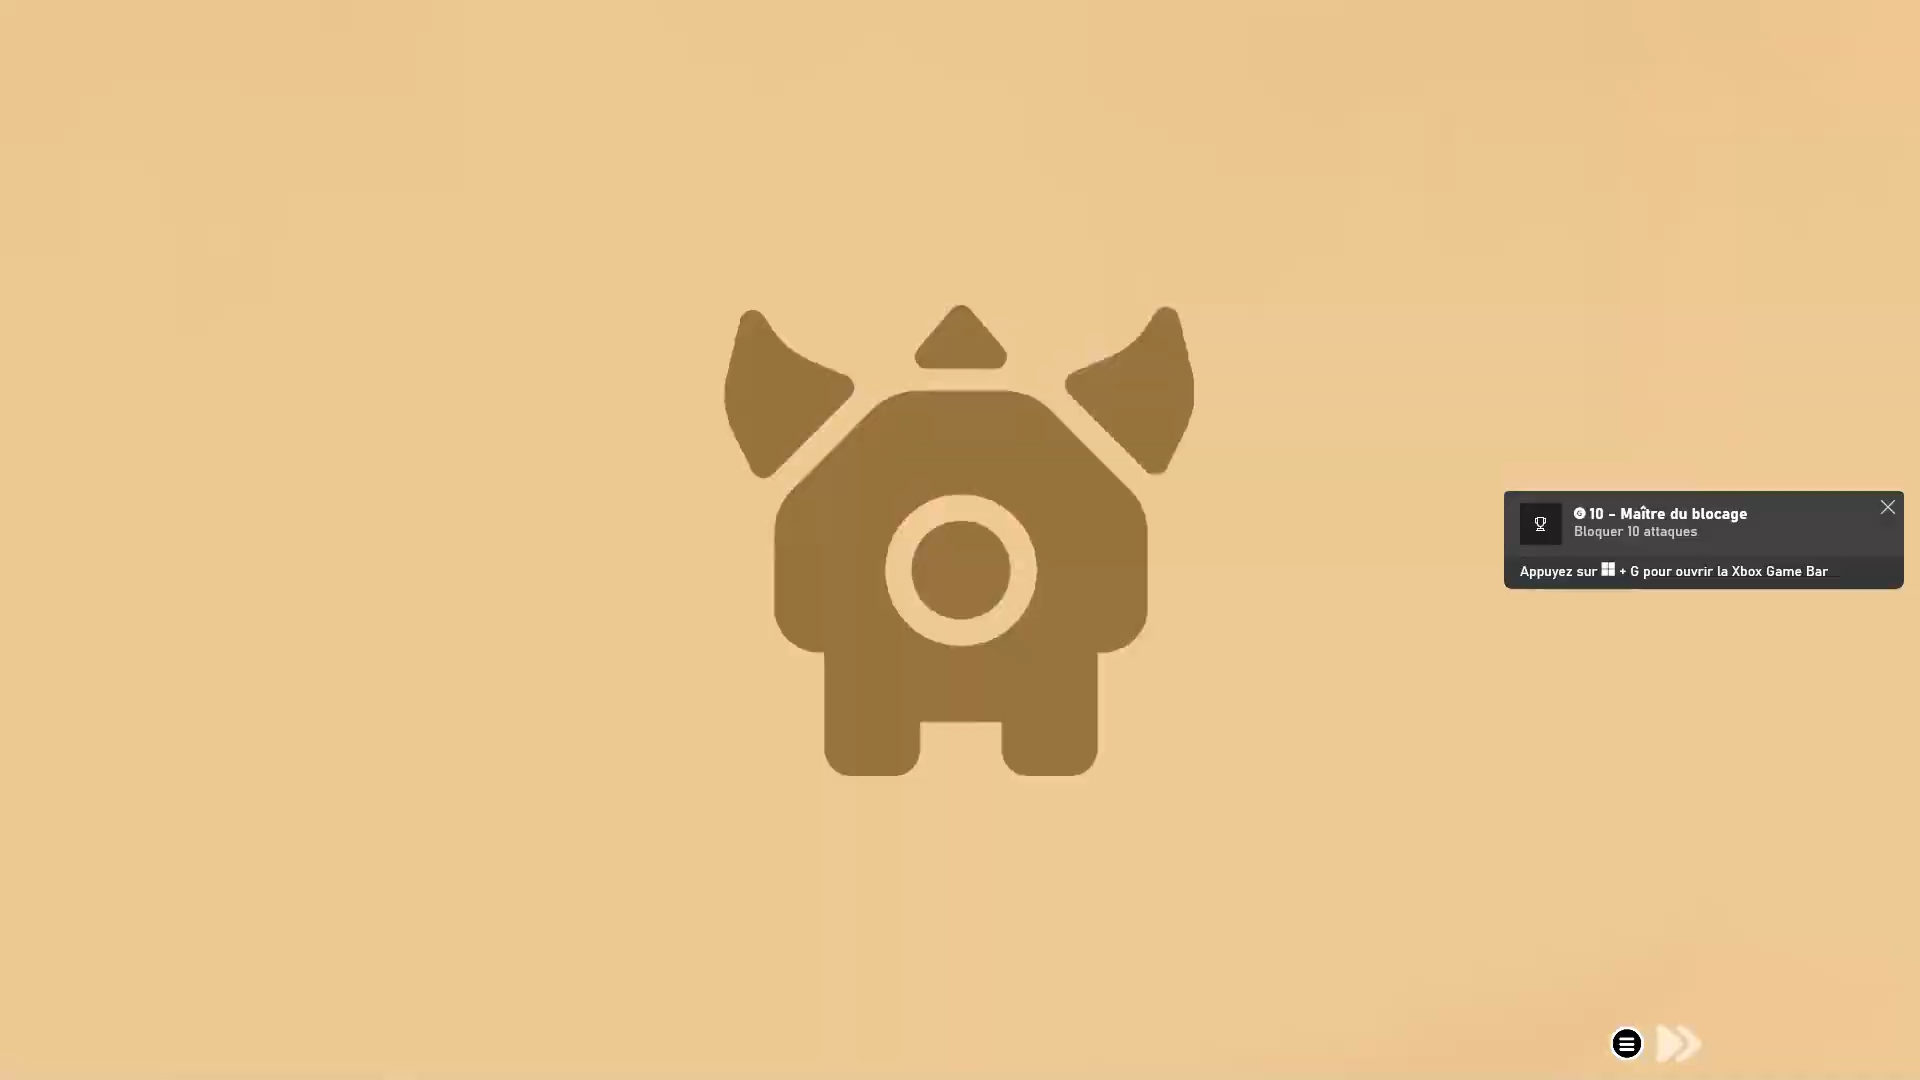 10 - Maître du blocage
Bloquer 10 attaques
Appuyez sur + G pour ouvrir la Xbox Game Bar